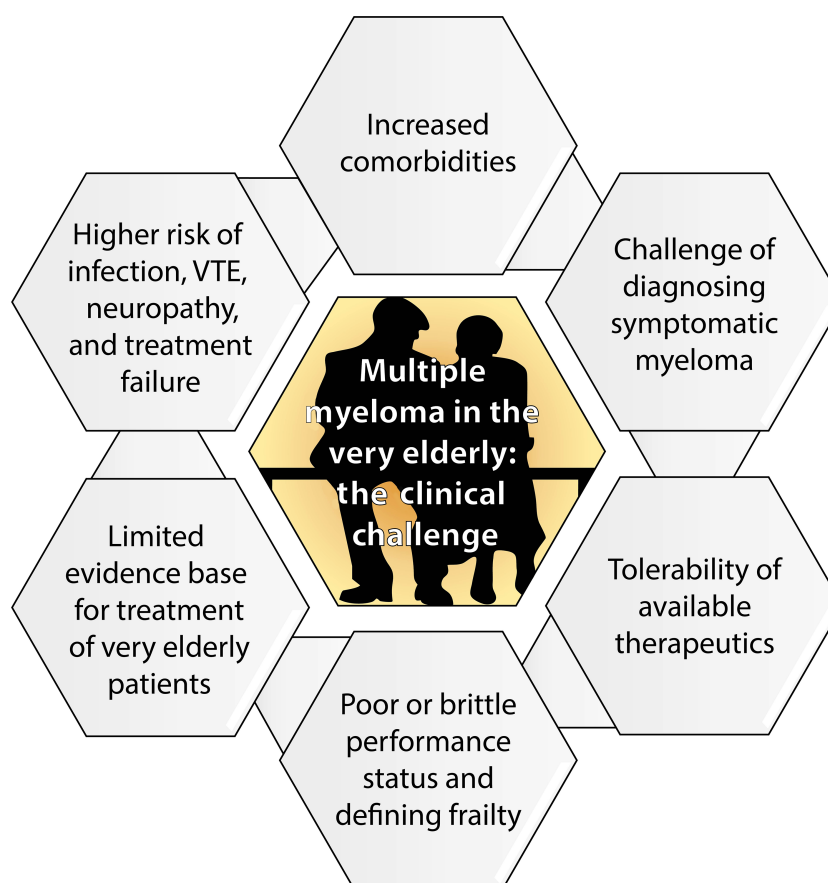 Increased
comorbidities
Challenge of
diagnosing
symptomatic
myeloma
Tolerability of
available
therapeutics
Poor or brittle
performance
status and
defining frailty
Limited
evidence base
for treatment
of very elderly
patients
Higher risk of
infection, VTE,
neuropathy,
and treatment
failure
Multiple
myeloma in the
very elderly:
the clinical
challenge